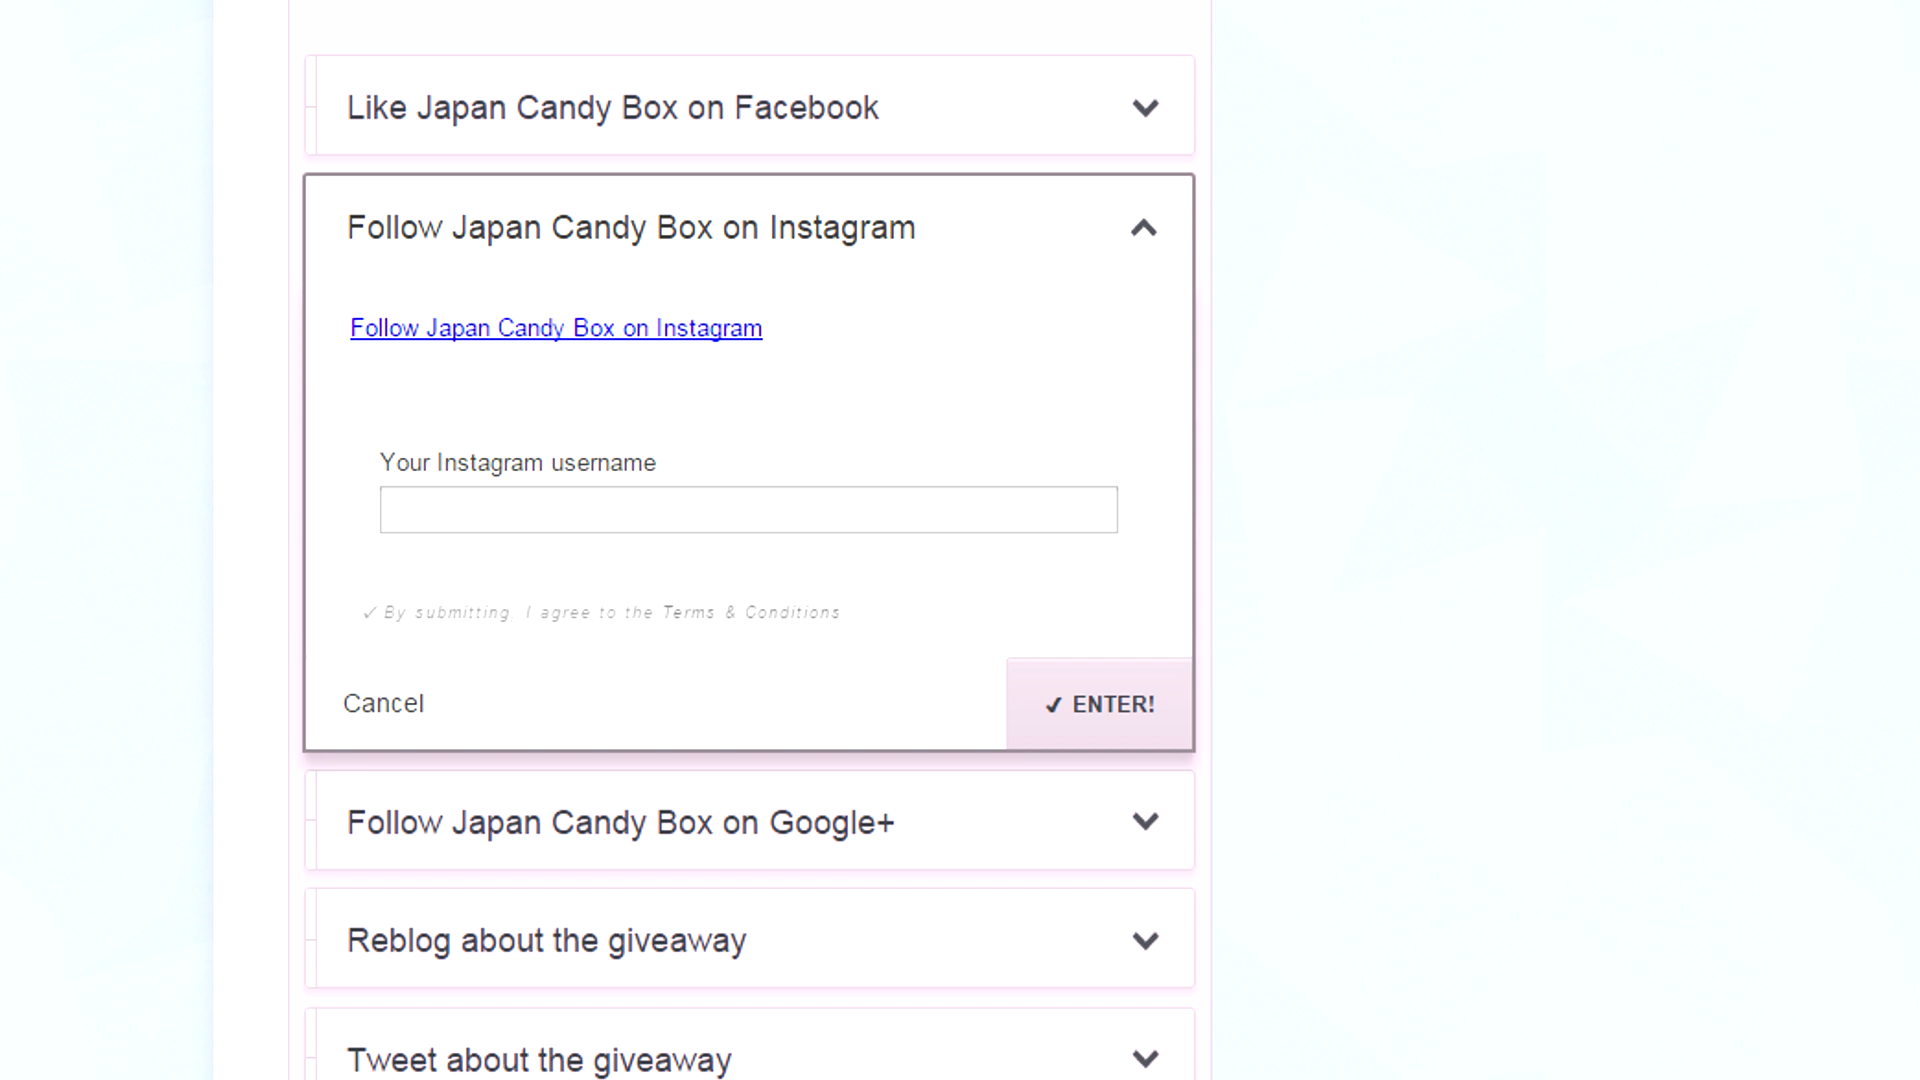 Like Japan Candy Box on Facebook
Follow Japan Candy Box on Instagram
Follow Japan Candy Box on Instagram
Your Instagram username
✓ By submitting, I agree to the Terms & Conditions
Cancel
✓ ENTER!
Follow Japan Candy Box on Google+
Reblog about the giveaway
Tweet about the giveaway